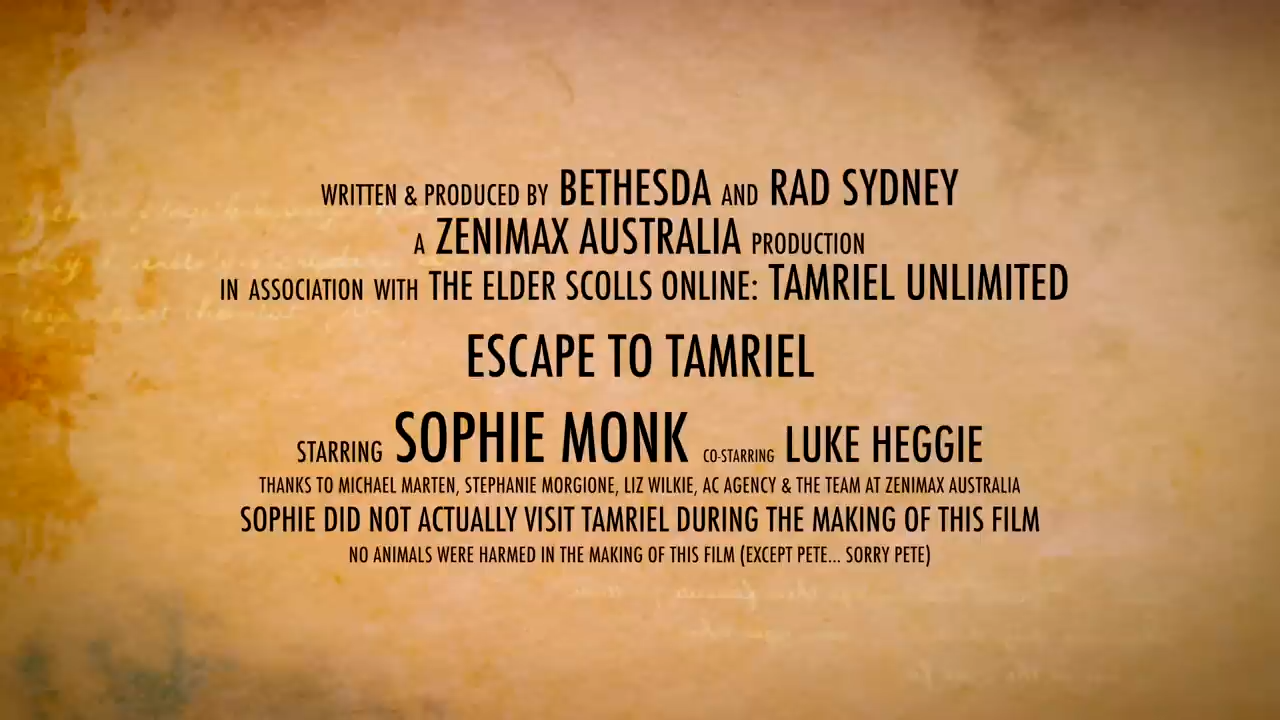 WRITTEN & PRODUCED BY BETHESDA AND RAD SYDNEY
A ZENIMAX AUSTRALIA PRODUCTION
IN ASSOCIATION WITH THE ELDER SCROLLS ONLINE: TAMRIEL UNLIMITED
ESCAPE TO TAMRIEL
STARRING SOPHIE MONK CO-STARRING LUKE HEGGIE
THANKS TO MICHAEL MARTEN, STEPHANIE MORGIONE, LIZ WILKIE, AC AGENCY & THE TEAM AT ZENIMAX AUSTRALIA
SOPHIE DID NOT ACTUALLY VISIT TAMRIEL DURING THE MAKING OF THIS FILM
NO ANIMALS WERE HARMED IN THE MAKING OF THIS FILM (EXCEPT PETE... SORRY PETE)